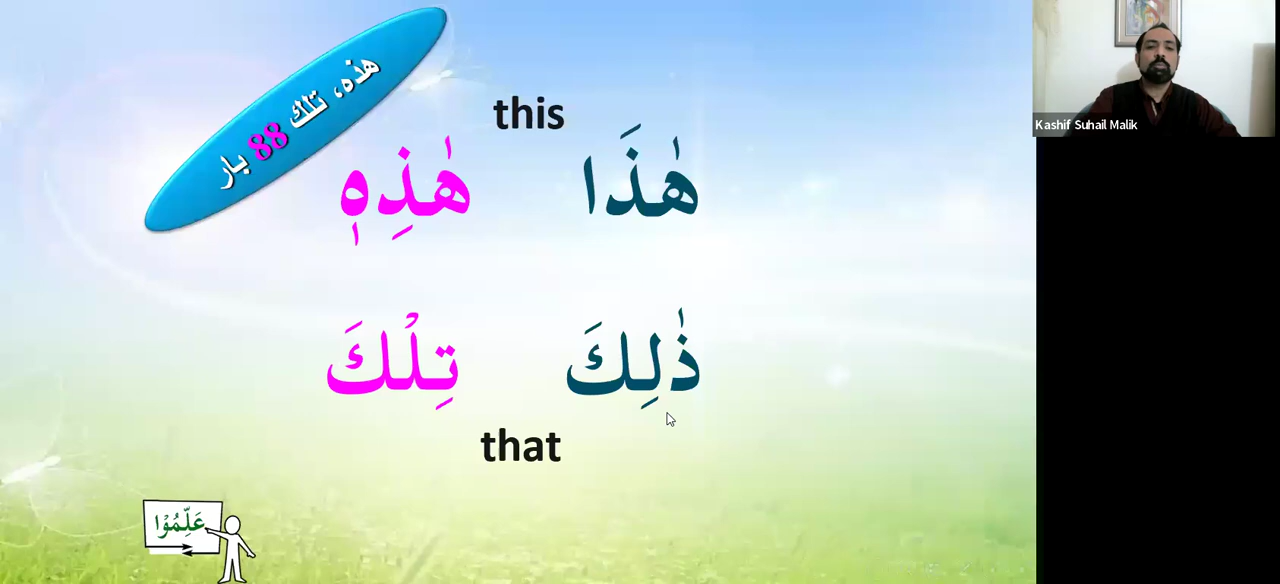 هذه، تلك 88 بار
this
هٰذَا هٰذِهٖ
ذٰلِكَ تِلْكَ
that
عَلِّمُوْا
Kashif Suhail Malik